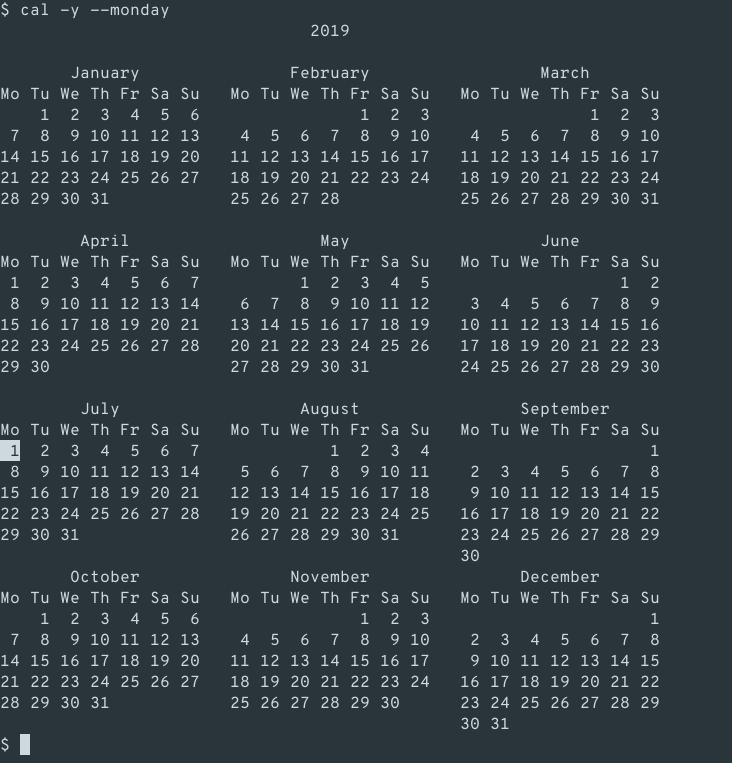 $ cal -y --monday
                               2019

       January               February                 March
Mo Tu We Th Fr Sa Su   Mo Tu We Th Fr Sa Su   Mo Tu We Th Fr Sa Su
    1  2  3  4  5  6                1  2  3                1  2  3
 7  8  9 10 11 12 13    4  5  6  7  8  9 10    4  5  6  7  8  9 10
14 15 16 17 18 19 20   11 12 13 14 15 16 17   11 12 13 14 15 16 17
21 22 23 24 25 26 27   18 19 20 21 22 23 24   18 19 20 21 22 23 24
28 29 30 31            25 26 27 28            25 26 27 28 29 30 31

        April                   May                   June
Mo Tu We Th Fr Sa Su   Mo Tu We Th Fr Sa Su   Mo Tu We Th Fr Sa Su
 1  2  3  4  5  6  7          1  2  3  4  5                   1  2
 8  9 10 11 12 13 14    6  7  8  9 10 11 12    3  4  5  6  7  8  9
15 16 17 18 19 20 21   13 14 15 16 17 18 19   10 11 12 13 14 15 16
22 23 24 25 26 27 28   20 21 22 23 24 25 26   17 18 19 20 21 22 23
29 30                  27 28 29 30 31         24 25 26 27 28 29 30

        July                  August                September
Mo Tu We Th Fr Sa Su   Mo Tu We Th Fr Sa Su   Mo Tu We Th Fr Sa Su
 1  2  3  4  5  6  7             1  2  3  4                      1
 8  9 10 11 12 13 14    5  6  7  8  9 10 11    2  3  4  5  6  7  8
15 16 17 18 19 20 21   12 13 14 15 16 17 18    9 10 11 12 13 14 15
22 23 24 25 26 27 28   19 20 21 22 23 24 25   16 17 18 19 20 21 22
29 30 31               26 27 28 29 30 31      23 24 25 26 27 28 29
                                              30
       October               November               December
Mo Tu We Th Fr Sa Su   Mo Tu We Th Fr Sa Su   Mo Tu We Th Fr Sa Su
    1  2  3  4  5  6                1  2  3                      1
 7  8  9 10 11 12 13    4  5  6  7  8  9 10    2  3  4  5  6  7  8
14 15 16 17 18 19 20   11 12 13 14 15 16 17    9 10 11 12 13 14 15
21 22 23 24 25 26 27   18 19 20 21 22 23 24   16 17 18 19 20 21 22
28 29 30 31            25 26 27 28 29 30      23 24 25 26 27 28 29
                                              30 31
$